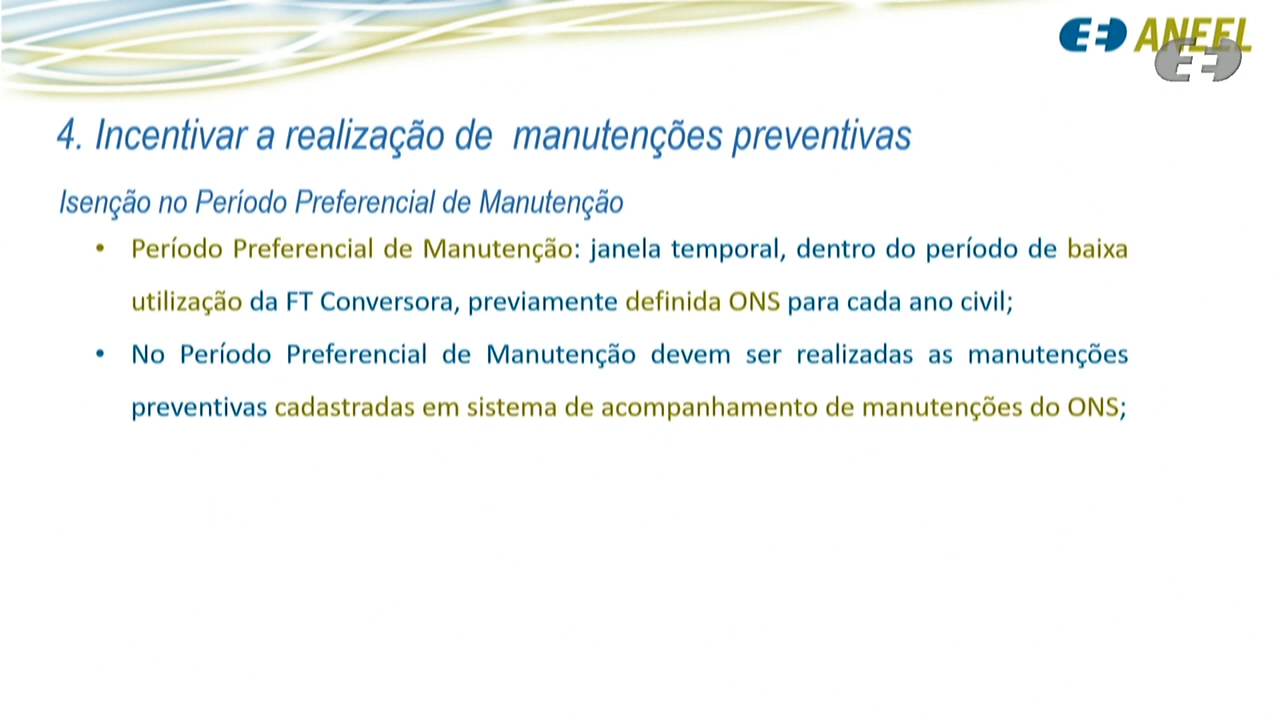 ANEEL
4. Incentivar a realização de manutenções preventivas
Isenção no Período Preferencial de Manutenção
• Período Preferencial de Manutenção: janela temporal, dentro do período de baixa
utilização da FT Conversora, previamente definida ONS para cada ano civil;
• No Período Preferencial de Manutenção devem ser realizadas as manutenções
preventivas cadastradas em sistema de acompanhamento de manutenções do ONS;